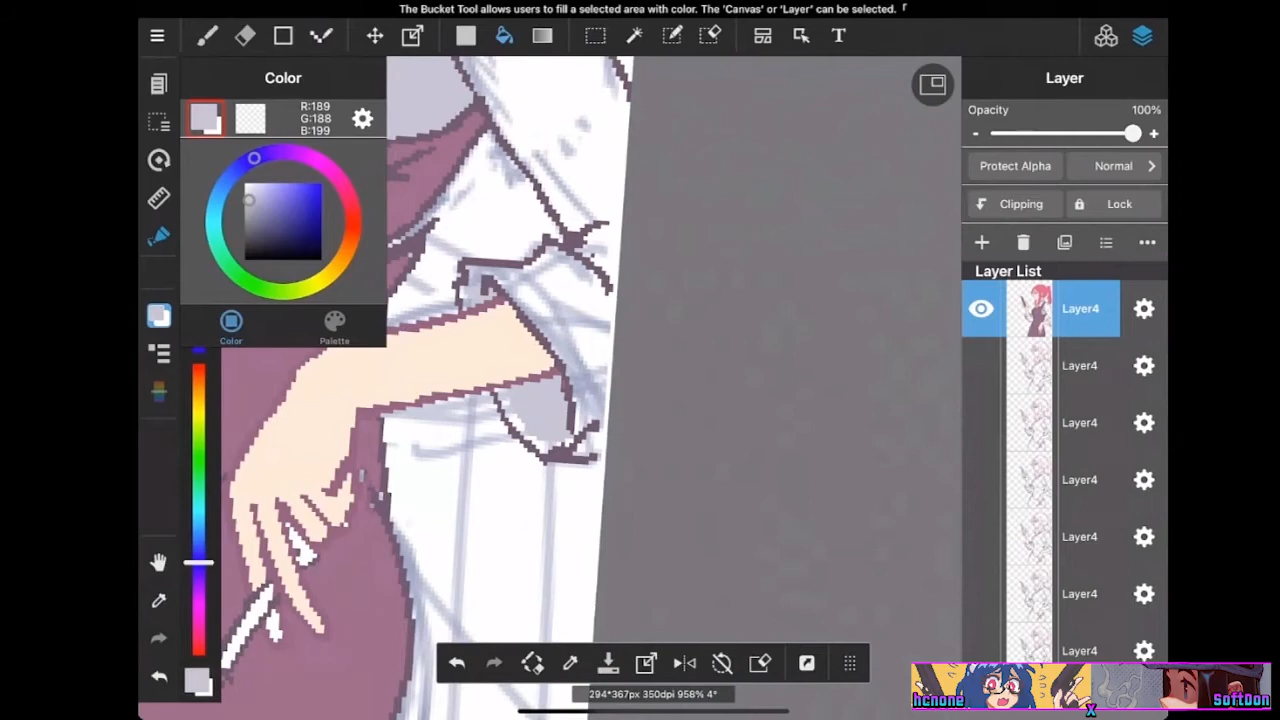 The Bucket Tool allows users to fill a selected area with color. The 'Canvas' or 'Layer' can be selected. 「
T
Color
R:189
G:188
B:199
Color
Palette
Layer
Opacity
100%
-
+
Protect Alpha
Normal
Clipping
Lock
Layer List
Layer4
Layer4
Layer4
Layer4
Layer4
Layer4
Layer4
294*367px 350dpi 958% 4°
hcnone
X
SoftDon